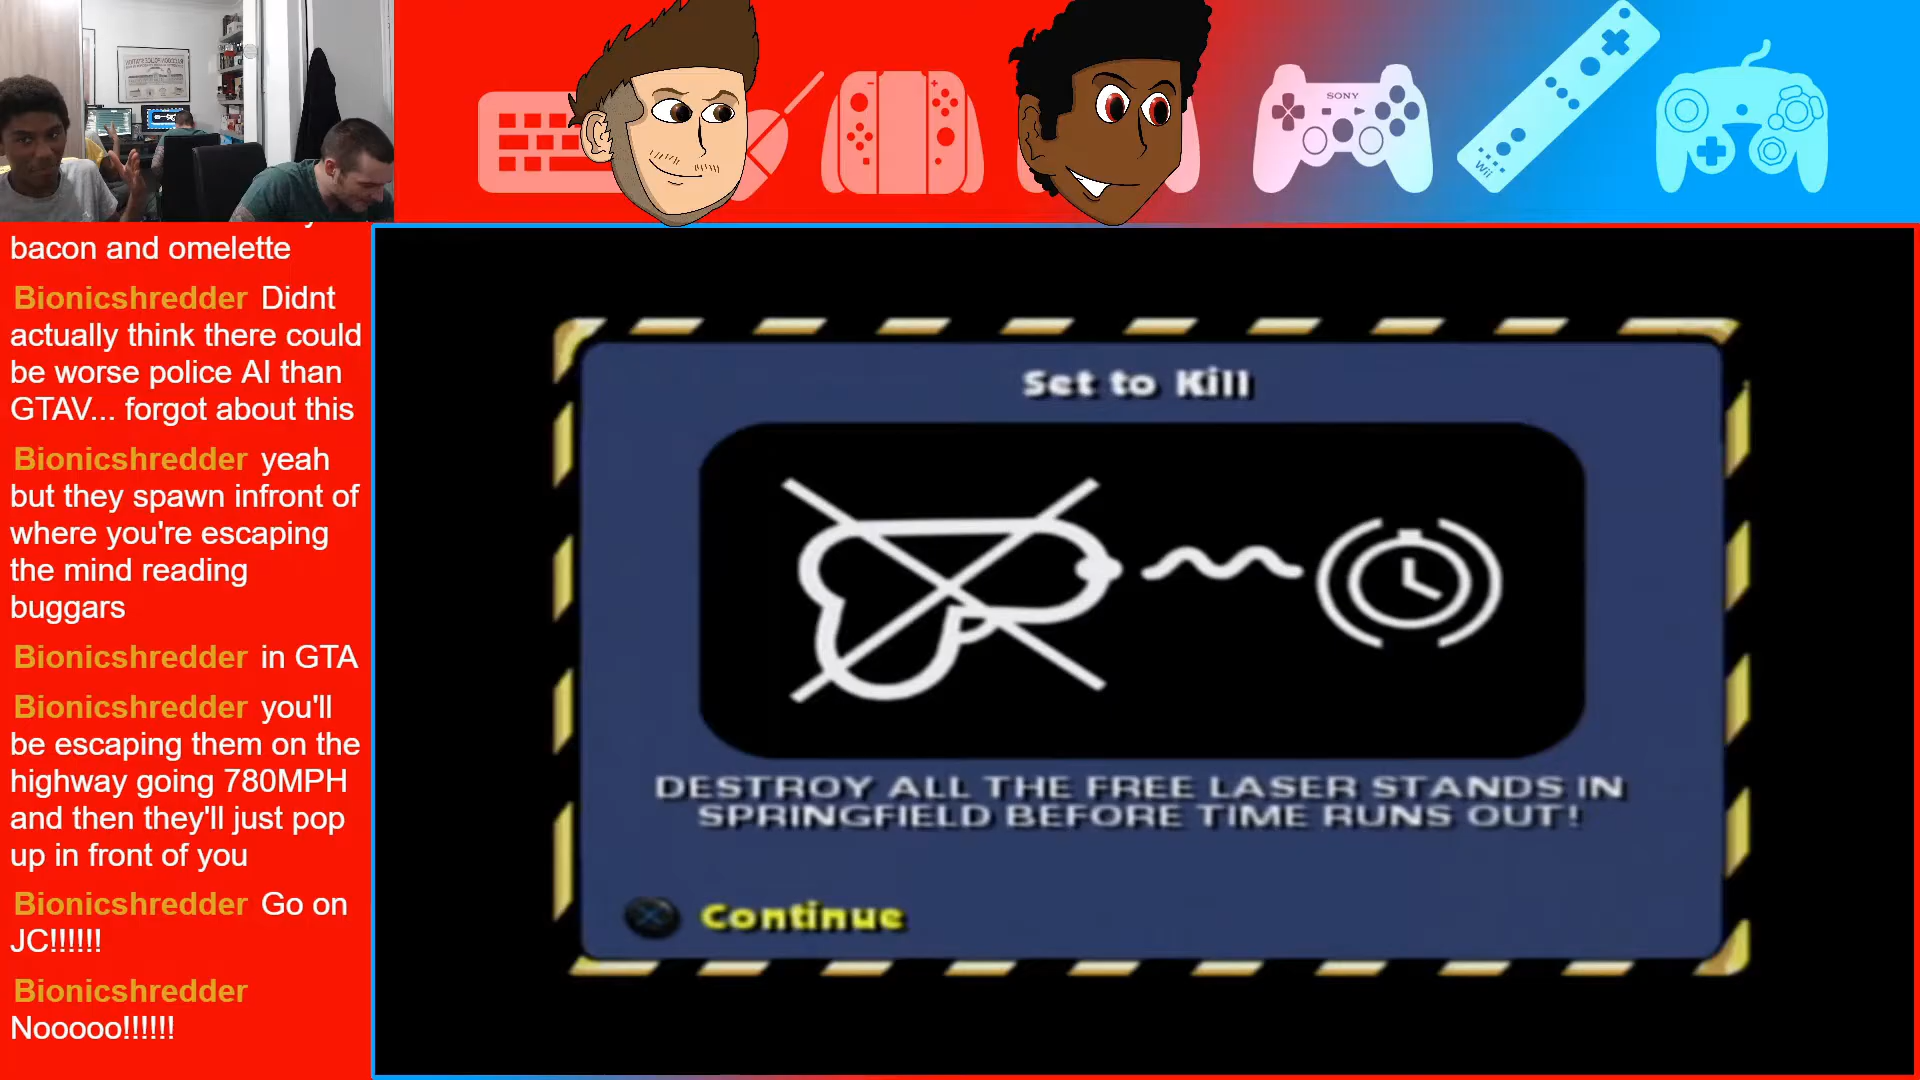 SONY
Wii
bacon and omelette
Bionicshredder Didnt
actually think there could
be worse police AI than
GTAV... forgot about this
Bionicshredder yeah
but they spawn infront of
where you're escaping
the mind reading
buggars
Bionicshredder in GTA
Bionicshredder you'll
be escaping them on the
highway going 780MPH
and then they'll just pop
up in front of you
Bionicshredder Go on
JC!!!!!!
Bionicshredder
Nooooo!!!!!!
Set to Kill
DESTROY ALL THE FREE LASER STANDS IN
SPRINGFIELD BEFORE TIME RUNS OUT!
Continue